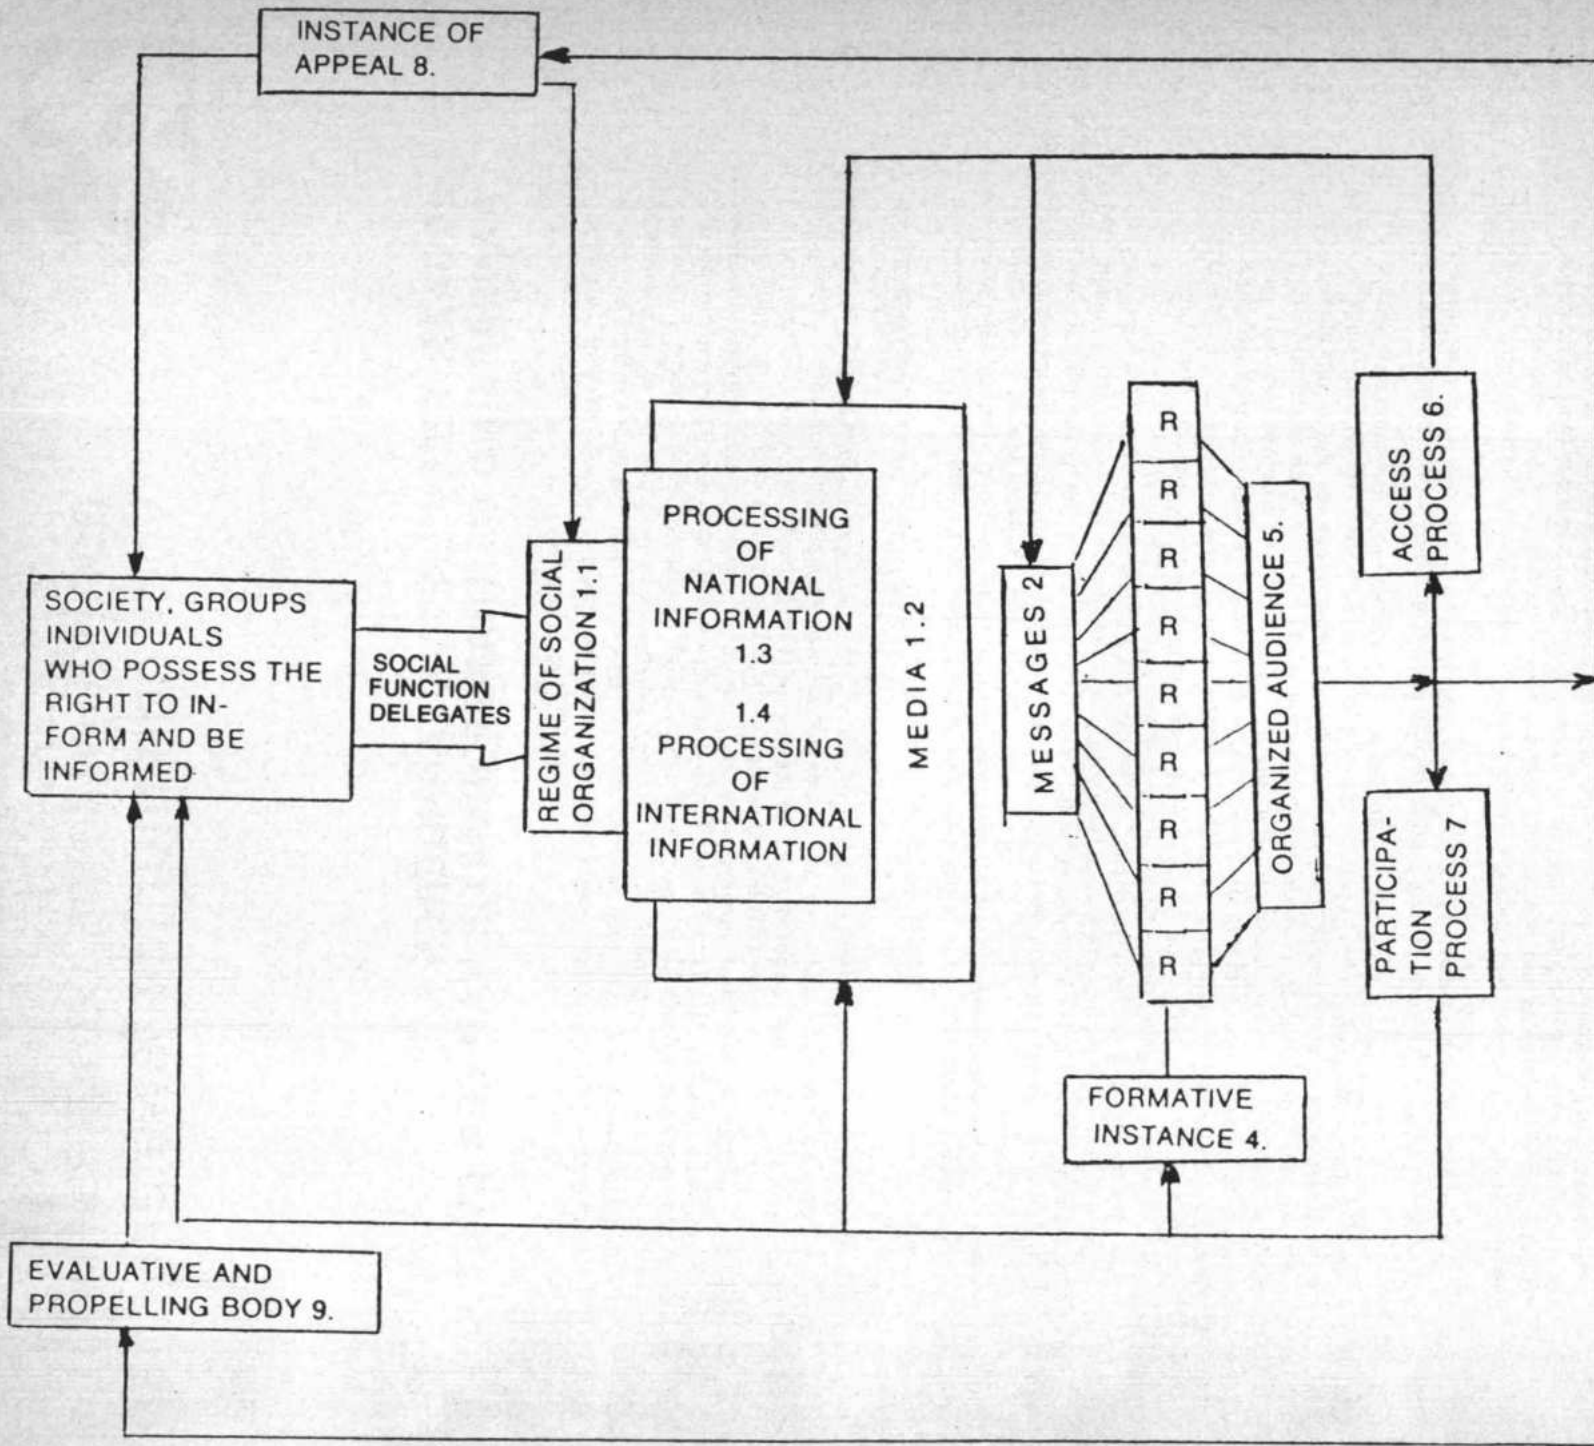 INSTANCE OF
APPEAL 8.
SOCIETY, GROUPS
INDIVIDUALS
WHO POSSESS THE
RIGHT TO IN-
FORM AND BE
INFORMED
SOCIAL
FUNCTION
DELEGATES
REGIME OF SOCIAL
ORGANIZATION 1.1
PROCESSING
OF
NATIONAL
INFORMATION
1.3
1.4
PROCESSING
OF
INTERNATIONAL
INFORMATION
MEDIA 1.2
MESSAGES 2
R
R
R
R
R
R
R
R
R
ORGANIZED AUDIENCE 5.
ACCESS
PROCESS 6.
PARTICIPA-
TION
PROCESS 7
FORMATIVE
INSTANCE 4.
EVALUATIVE AND
PROPELLING BODY 9.